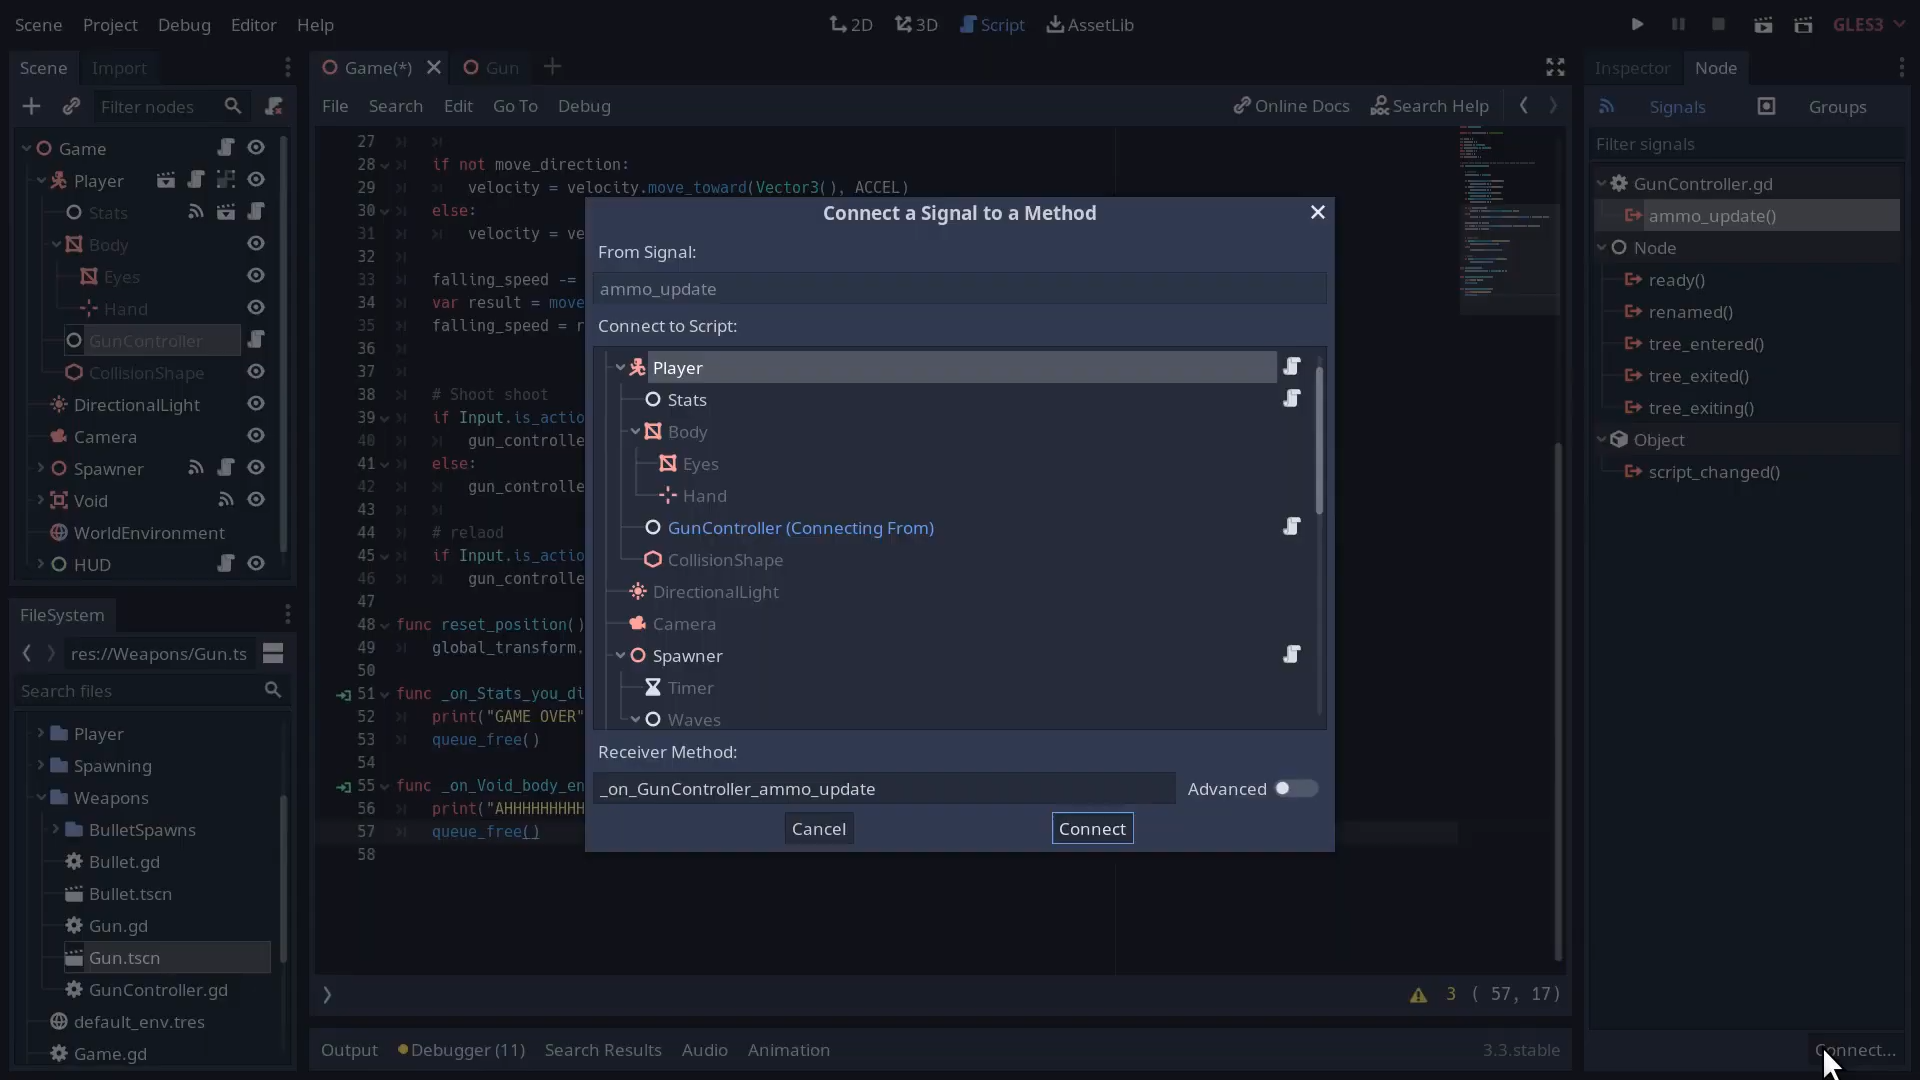 Scene Project Debug Editor Help
2D 3D Script AssetLib
GLES3
Scene Import
Filter nodes
Game
Player
Stats
Body
Eyes
Hand
GunController
CollisionShape
DirectionalLight
Camera
Spawner
Void
WorldEnvironment
HUD
FileSystem
res://Weapons/Gun.ts
Search files
Player
Spawning
Weapons
BulletSpawns
Bullet.gd
Bullet.tscn
Gun.gd
Gun.tscn
GunController.gd
default_env.tres
Game.gd
Game(*) Gun
File Search Edit Go To Debug
Online Docs Search Help
27
28 if not move_direction:
29 velocity = velocity.move_toward(Vector3(), ACCEL)
30 else:
31 velocity = ve
32
33 falling_speed -=
34 var result = move
35 falling_speed = r
36
37
38 # Shoot shoot
39 if Input.is_actio
40 gun_controlle
41 else:
42 gun_controlle
43
44 # relaod
45 if Input.is_actio
46 gun_controlle
47
48 func reset_position()
49 global_transform.
50
51 func _on_Stats_you_di
52 print("GAME OVER"
53 queue_free()
54
55 func _on_Void_body_en
56 print("AHHHHHHHHH
57 queue_free()
58
3 ( 57, 17)
Output Debugger (11) Search Results Audio Animation 3.3.stable
Connect a Signal to a Method
From Signal:
ammo_update
Connect to Script:
Player
Stats
Body
Eyes
Hand
GunController (Connecting From)
CollisionShape
DirectionalLight
Camera
Spawner
Timer
Waves
Receiver Method:
_on_GunController_ammo_update Advanced
Cancel Connect
Inspector Node
Signals Groups
Filter signals
GunController.gd
ammo_update()
Node
ready()
renamed()
tree_entered()
tree_exited()
tree_exiting()
Object
script_changed()
Connect...